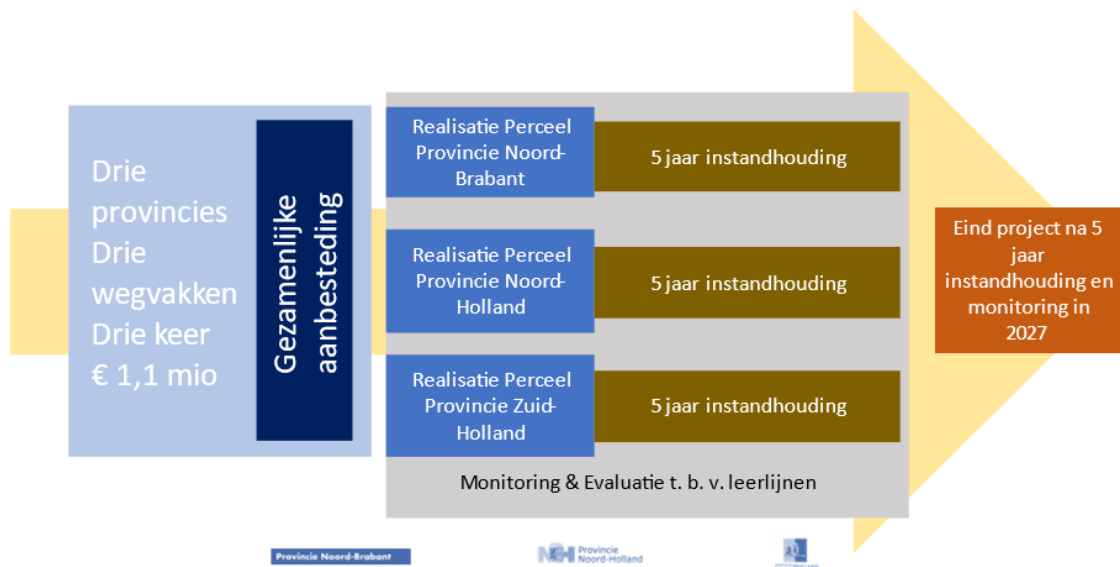 Drie
provincies
Drie
wegvakken
Drie keer
€ 1,1 mio
Gezamenlijke
aanbesteding
Realisatie Perceel
Provincie Noord-
Brabant
5 jaar instandhouding
Realisatie Perceel
Provincie Noord-
Holland
5 jaar instandhouding
Realisatie Perceel
Provincie Zuid-
Holland
5 jaar instandhouding
Monitoring & Evaluatie t. b. v. leerlijnen
Eind project na 5
jaar
instandhouding en
monitoring in
2027
Provincie Noord-Brabant
Provincie
Noord-Holland